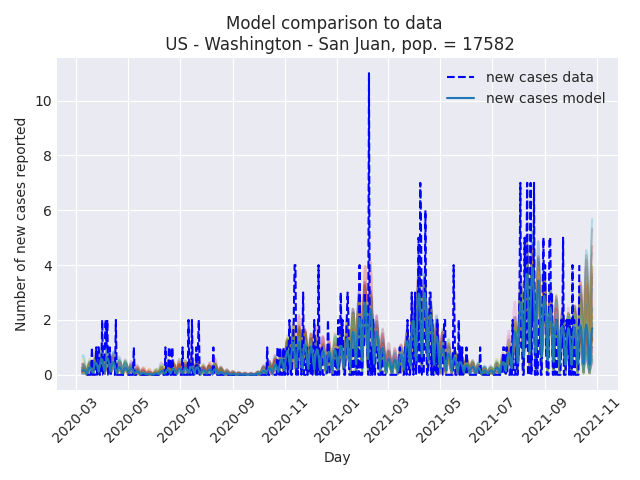 Model comparison to data
US - Washington - San Juan, pop. = 17582
new cases data
new cases model
Number of new cases reported
10
8
6
4
2
0
2020-03
2020-05
2020-07
2020-09
2020-11
2021-01
2021-03
2021-05
2021-07
2021-09
2021-11
Day